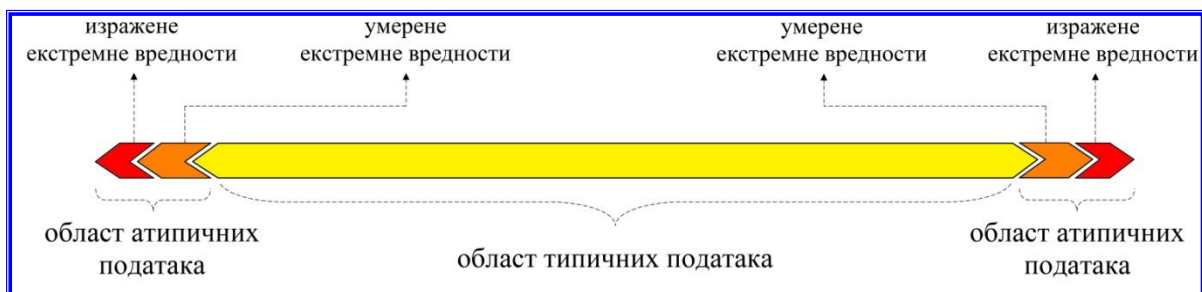 изражене
екстремне вредности
умерене
екстремне вредности
умерене
екстремне вредности
изражене
екстремне вредности
област атипичних
података
област типичних података
област атипичних
података